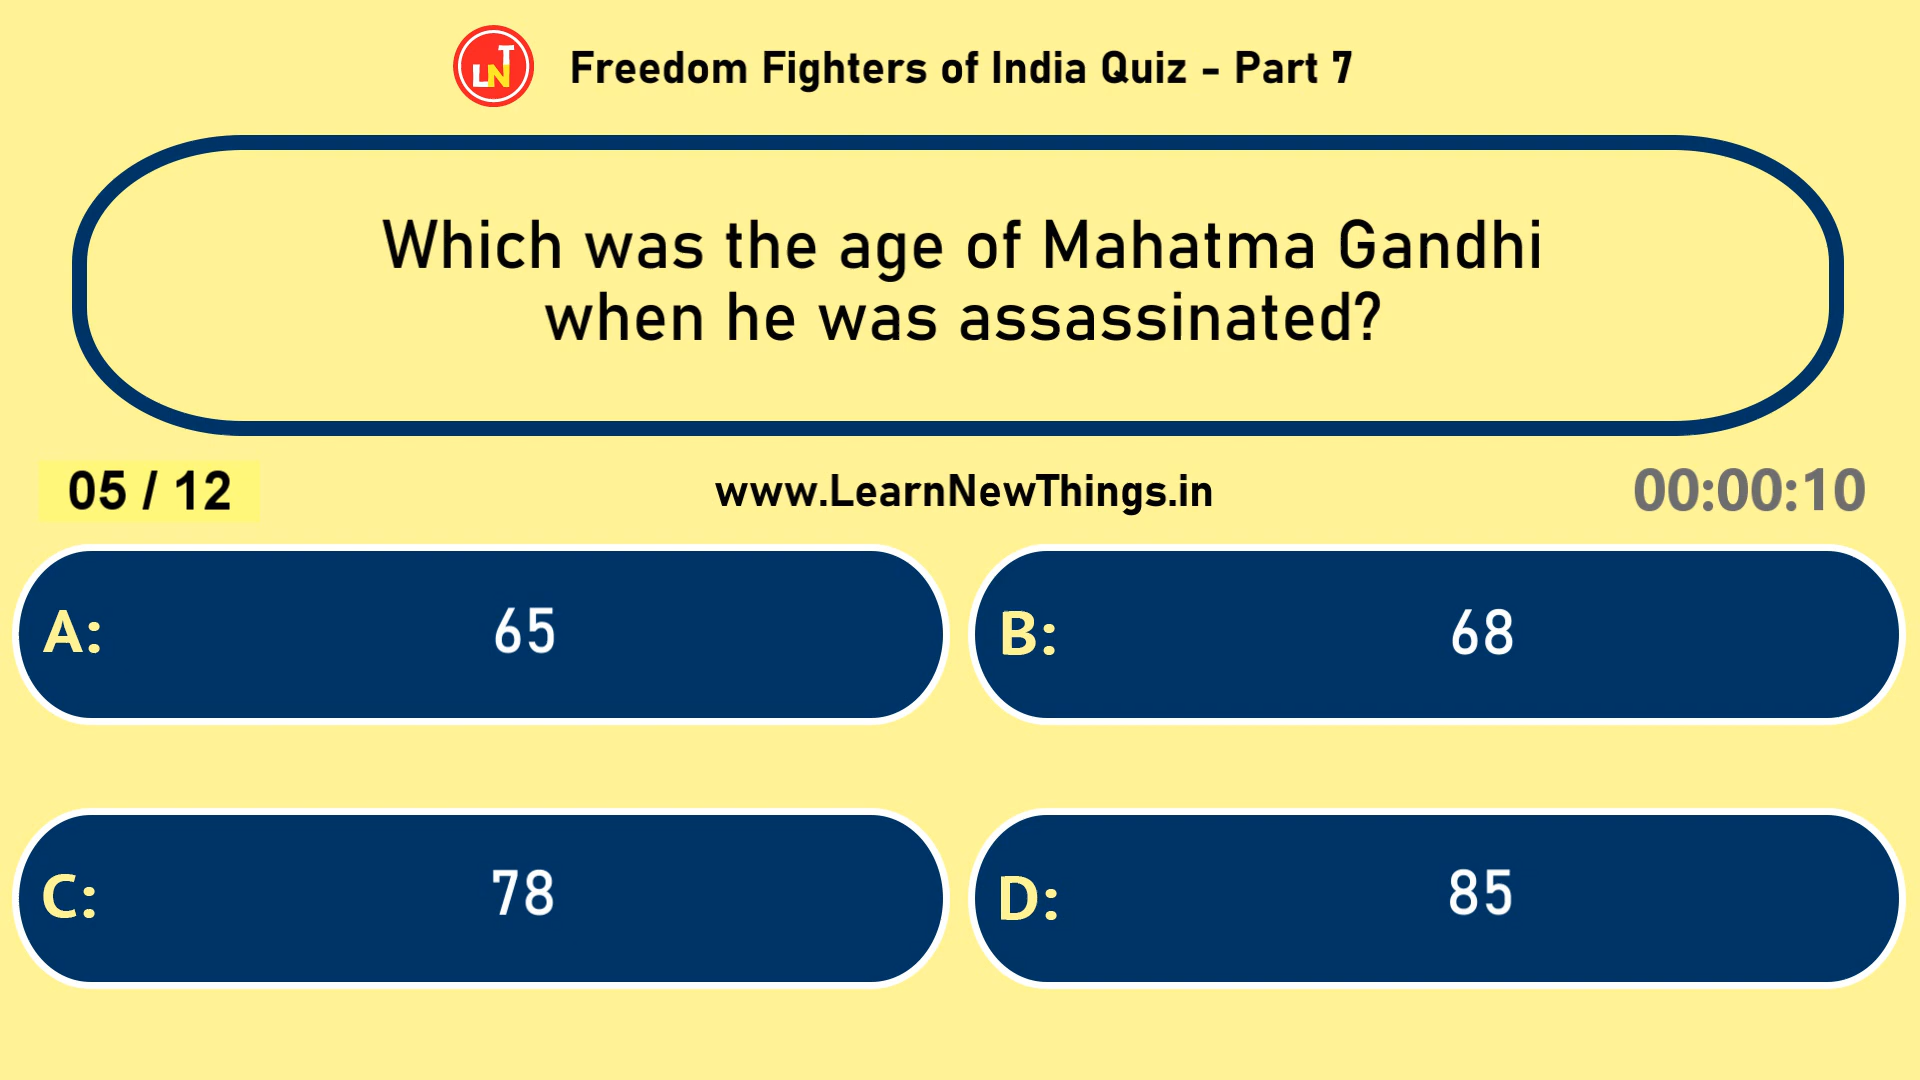 LNT
Freedom Fighters of India Quiz - Part 7
Which was the age of Mahatma Gandhi
when he was assassinated?
05 / 12
www.LearnNewThings.in
00:00:10
A: 65
B: 68
C: 78
D: 85